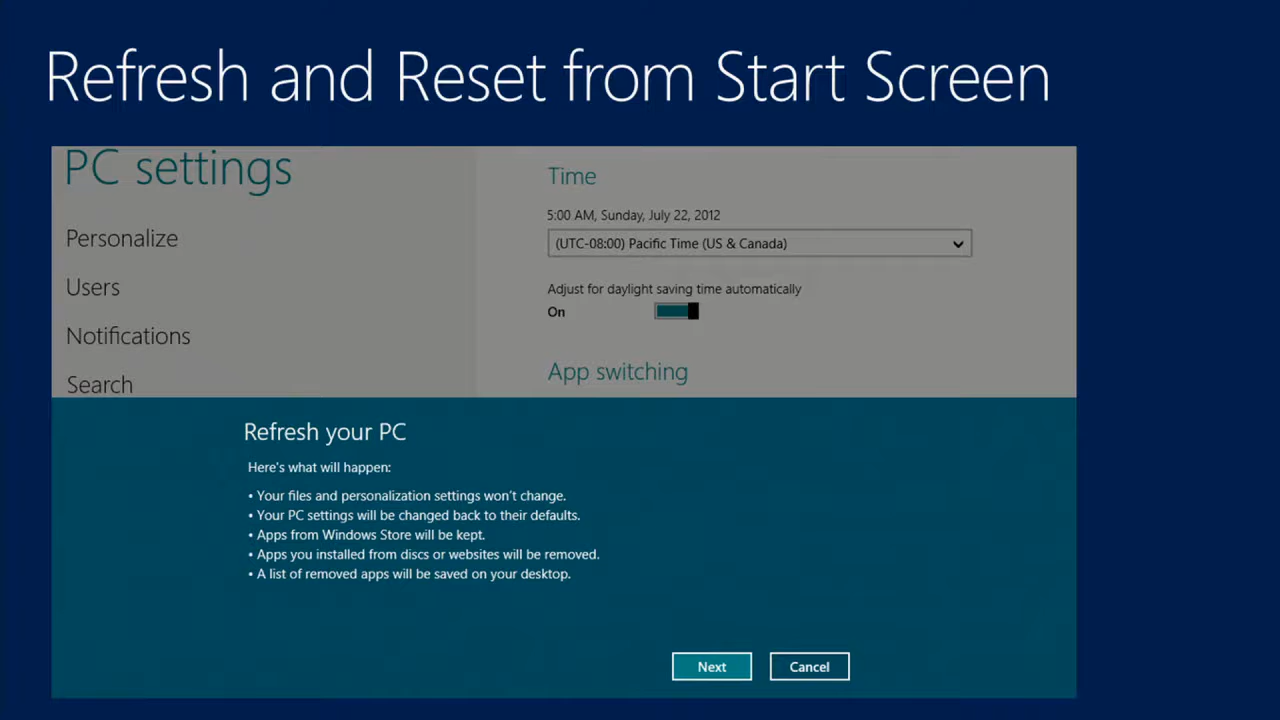 Refresh and Reset from Start Screen
PC settings
Personalize
Users
Notifications
Search
Time
5:00 AM, Sunday, July 22, 2012
(UTC-08:00) Pacific Time (US & Canada)
Adjust for daylight saving time automatically
On
App switching
Refresh your PC
Here's what will happen:
• Your files and personalization settings won't change.
• Your PC settings will be changed back to their defaults.
• Apps from Windows Store will be kept.
• Apps you installed from discs or websites will be removed.
• A list of removed apps will be saved on your desktop.
Next
Cancel